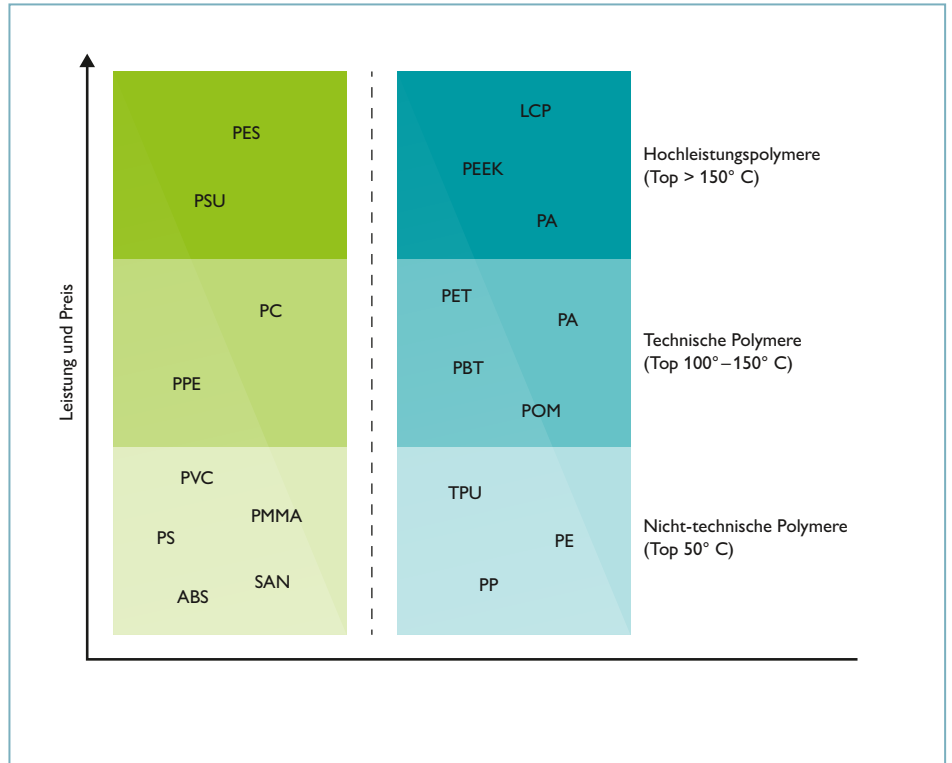 Leistung und Preis
PES
PSU
LCP
PEEK
PA
Hochleistungspolymere
(Top > 150° C)
PC
PPE
PET
PA
PBT
POM
Technische Polymere
(Top 100° – 150° C)
PVC
PMMA
PS
SAN
ABS
TPU
PE
PP
Nicht-technische Polymere
(Top 50° C)